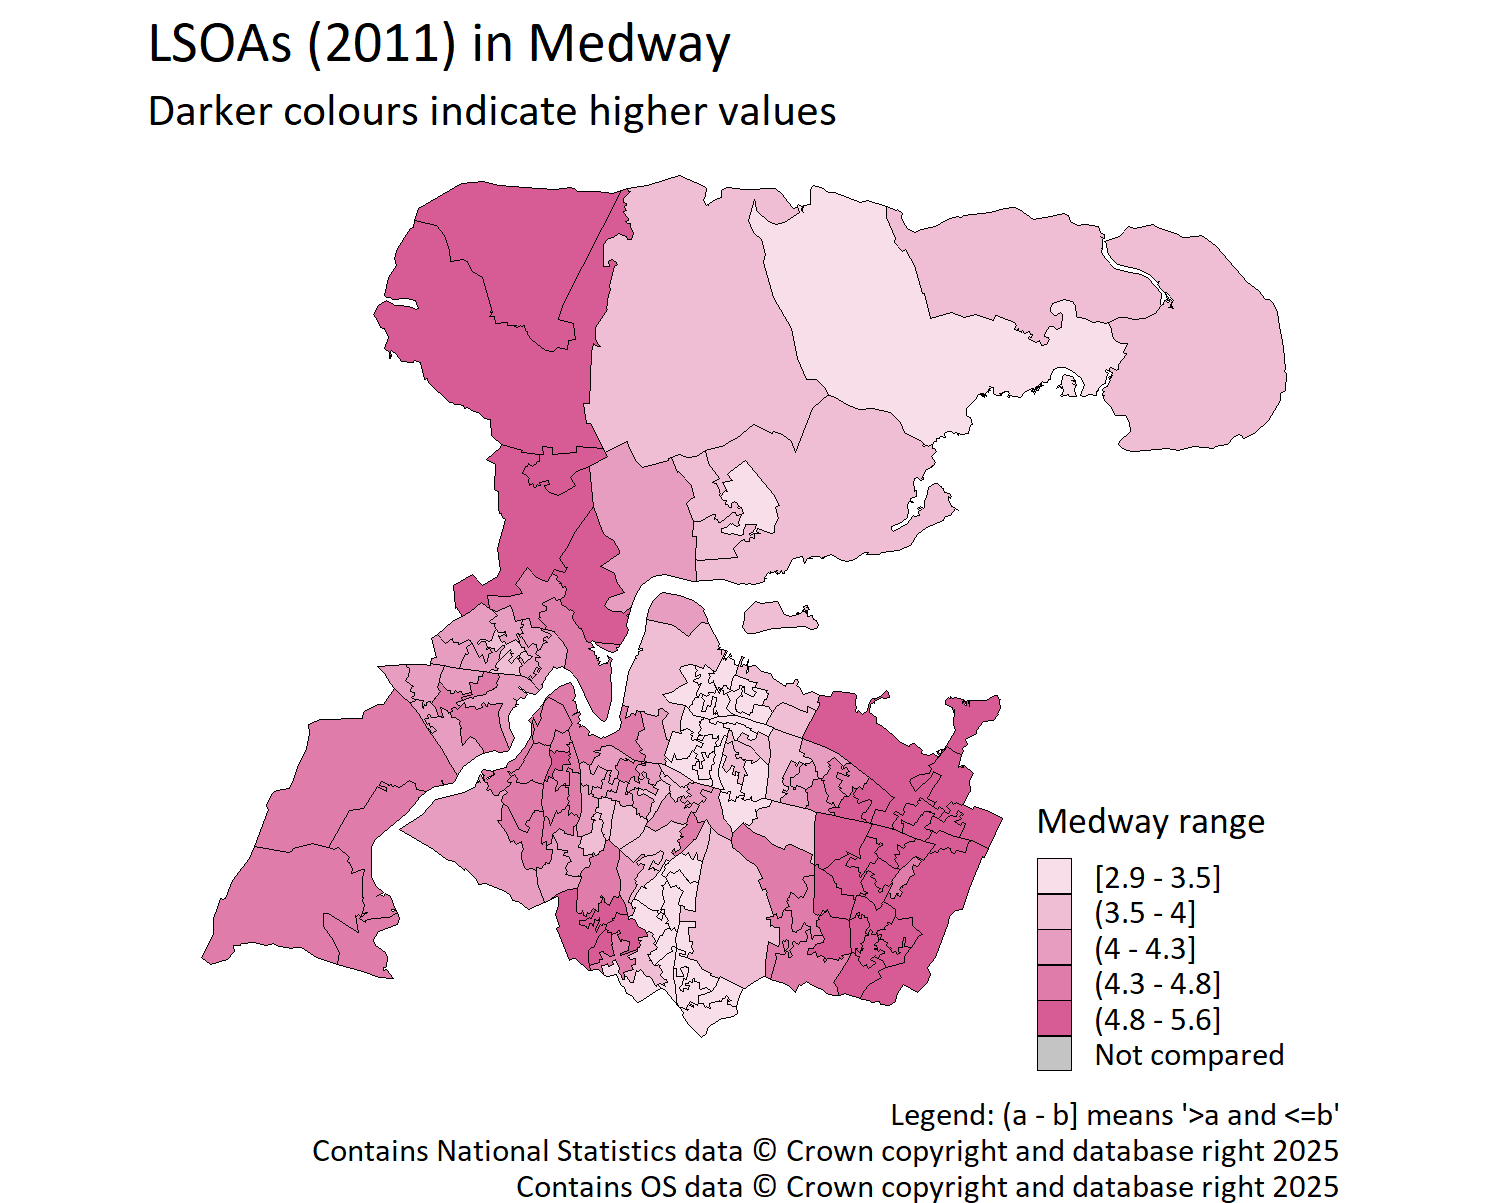 LSOAs (2011) in Medway
Darker colours indicate higher values
Medway range
[2.9 - 3.5]
(3.5 - 4]
(4 - 4.3]
(4.3 - 4.8]
(4.8 - 5.6]
Not compared
Legend: (a - b] means '>a and <=b'
Contains National Statistics data © Crown copyright and database right 2025
Contains OS data © Crown copyright and database right 2025